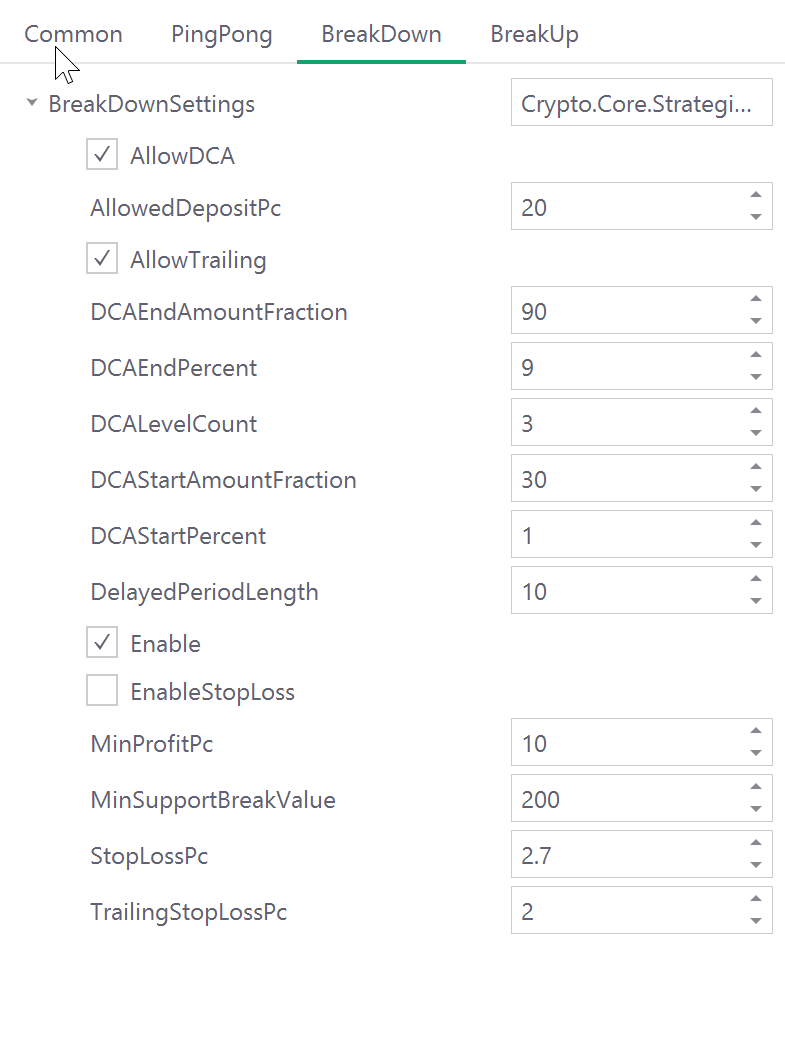 Common PingPong BreakDown BreakUp
BreakDownSettings Crypto.Core.Strategi...
AllowDCA
AllowedDepositPc 20
AllowTrailing
DCAEndAmountFraction 90
DCAEndPercent 9
DCALevelCount 3
DCAStartAmountFraction 30
DCAStartPercent 1
DelayedPeriodLength 10
Enable
EnableStopLoss
MinProfitPc 10
MinSupportBreakValue 200
StopLossPc 2.7
TrailingStopLossPc 2